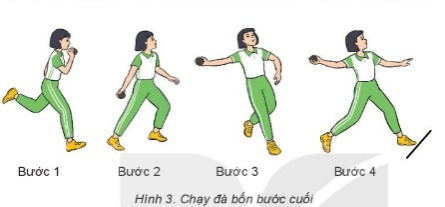 Bước 1 Bước 2 Bước 3 Bước 4
Hình 3. Chạy đà bốn bước cuối